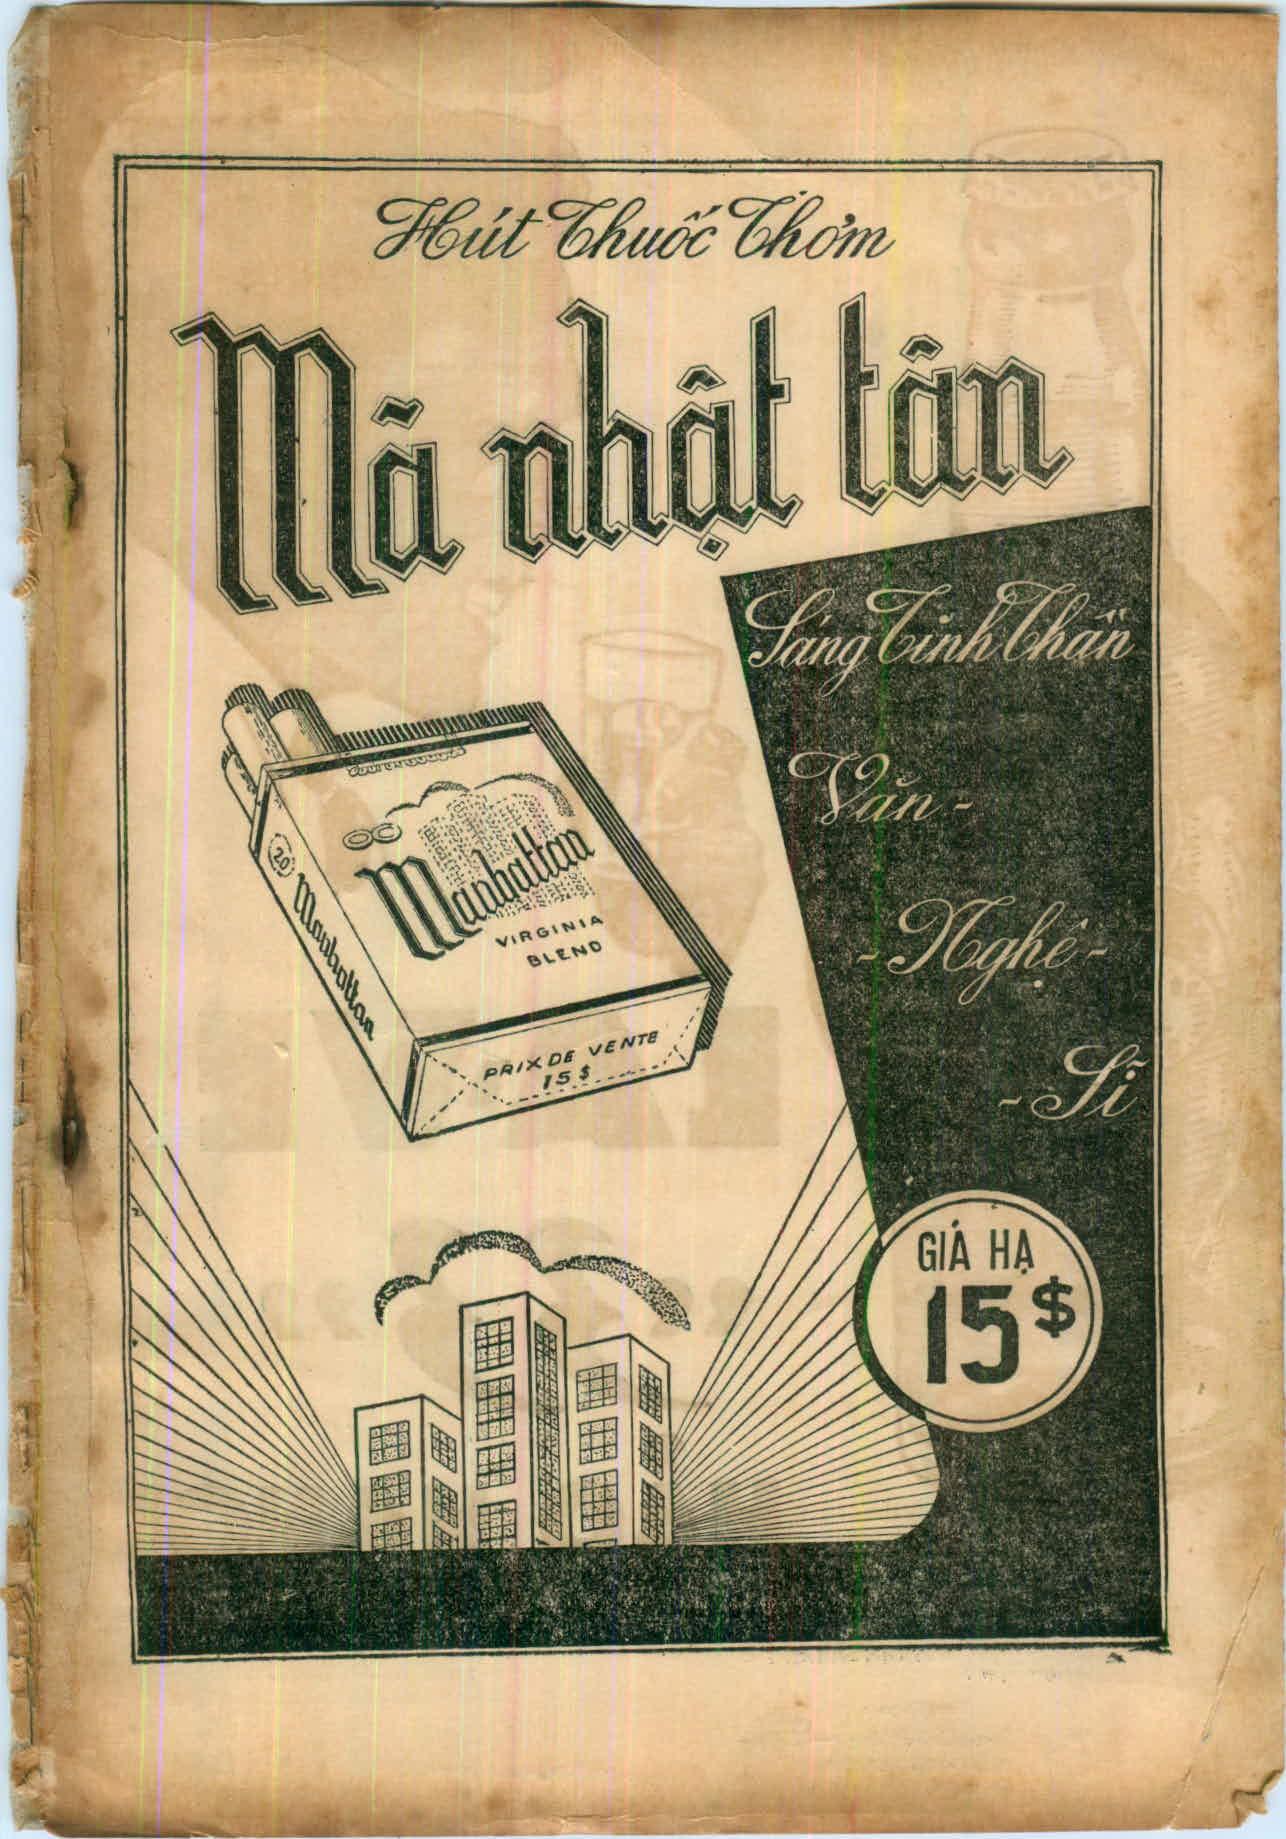 Hút Thuốc Thơm
Mã nhật tân
Sáng Tinh Thần
Văn -
- Nghệ -
- Sĩ
20
Manhattan
Manhattan
VIRGINIA
BLEND
PRIX DE VENTE
15 $
GIÁ HẠ
15 $